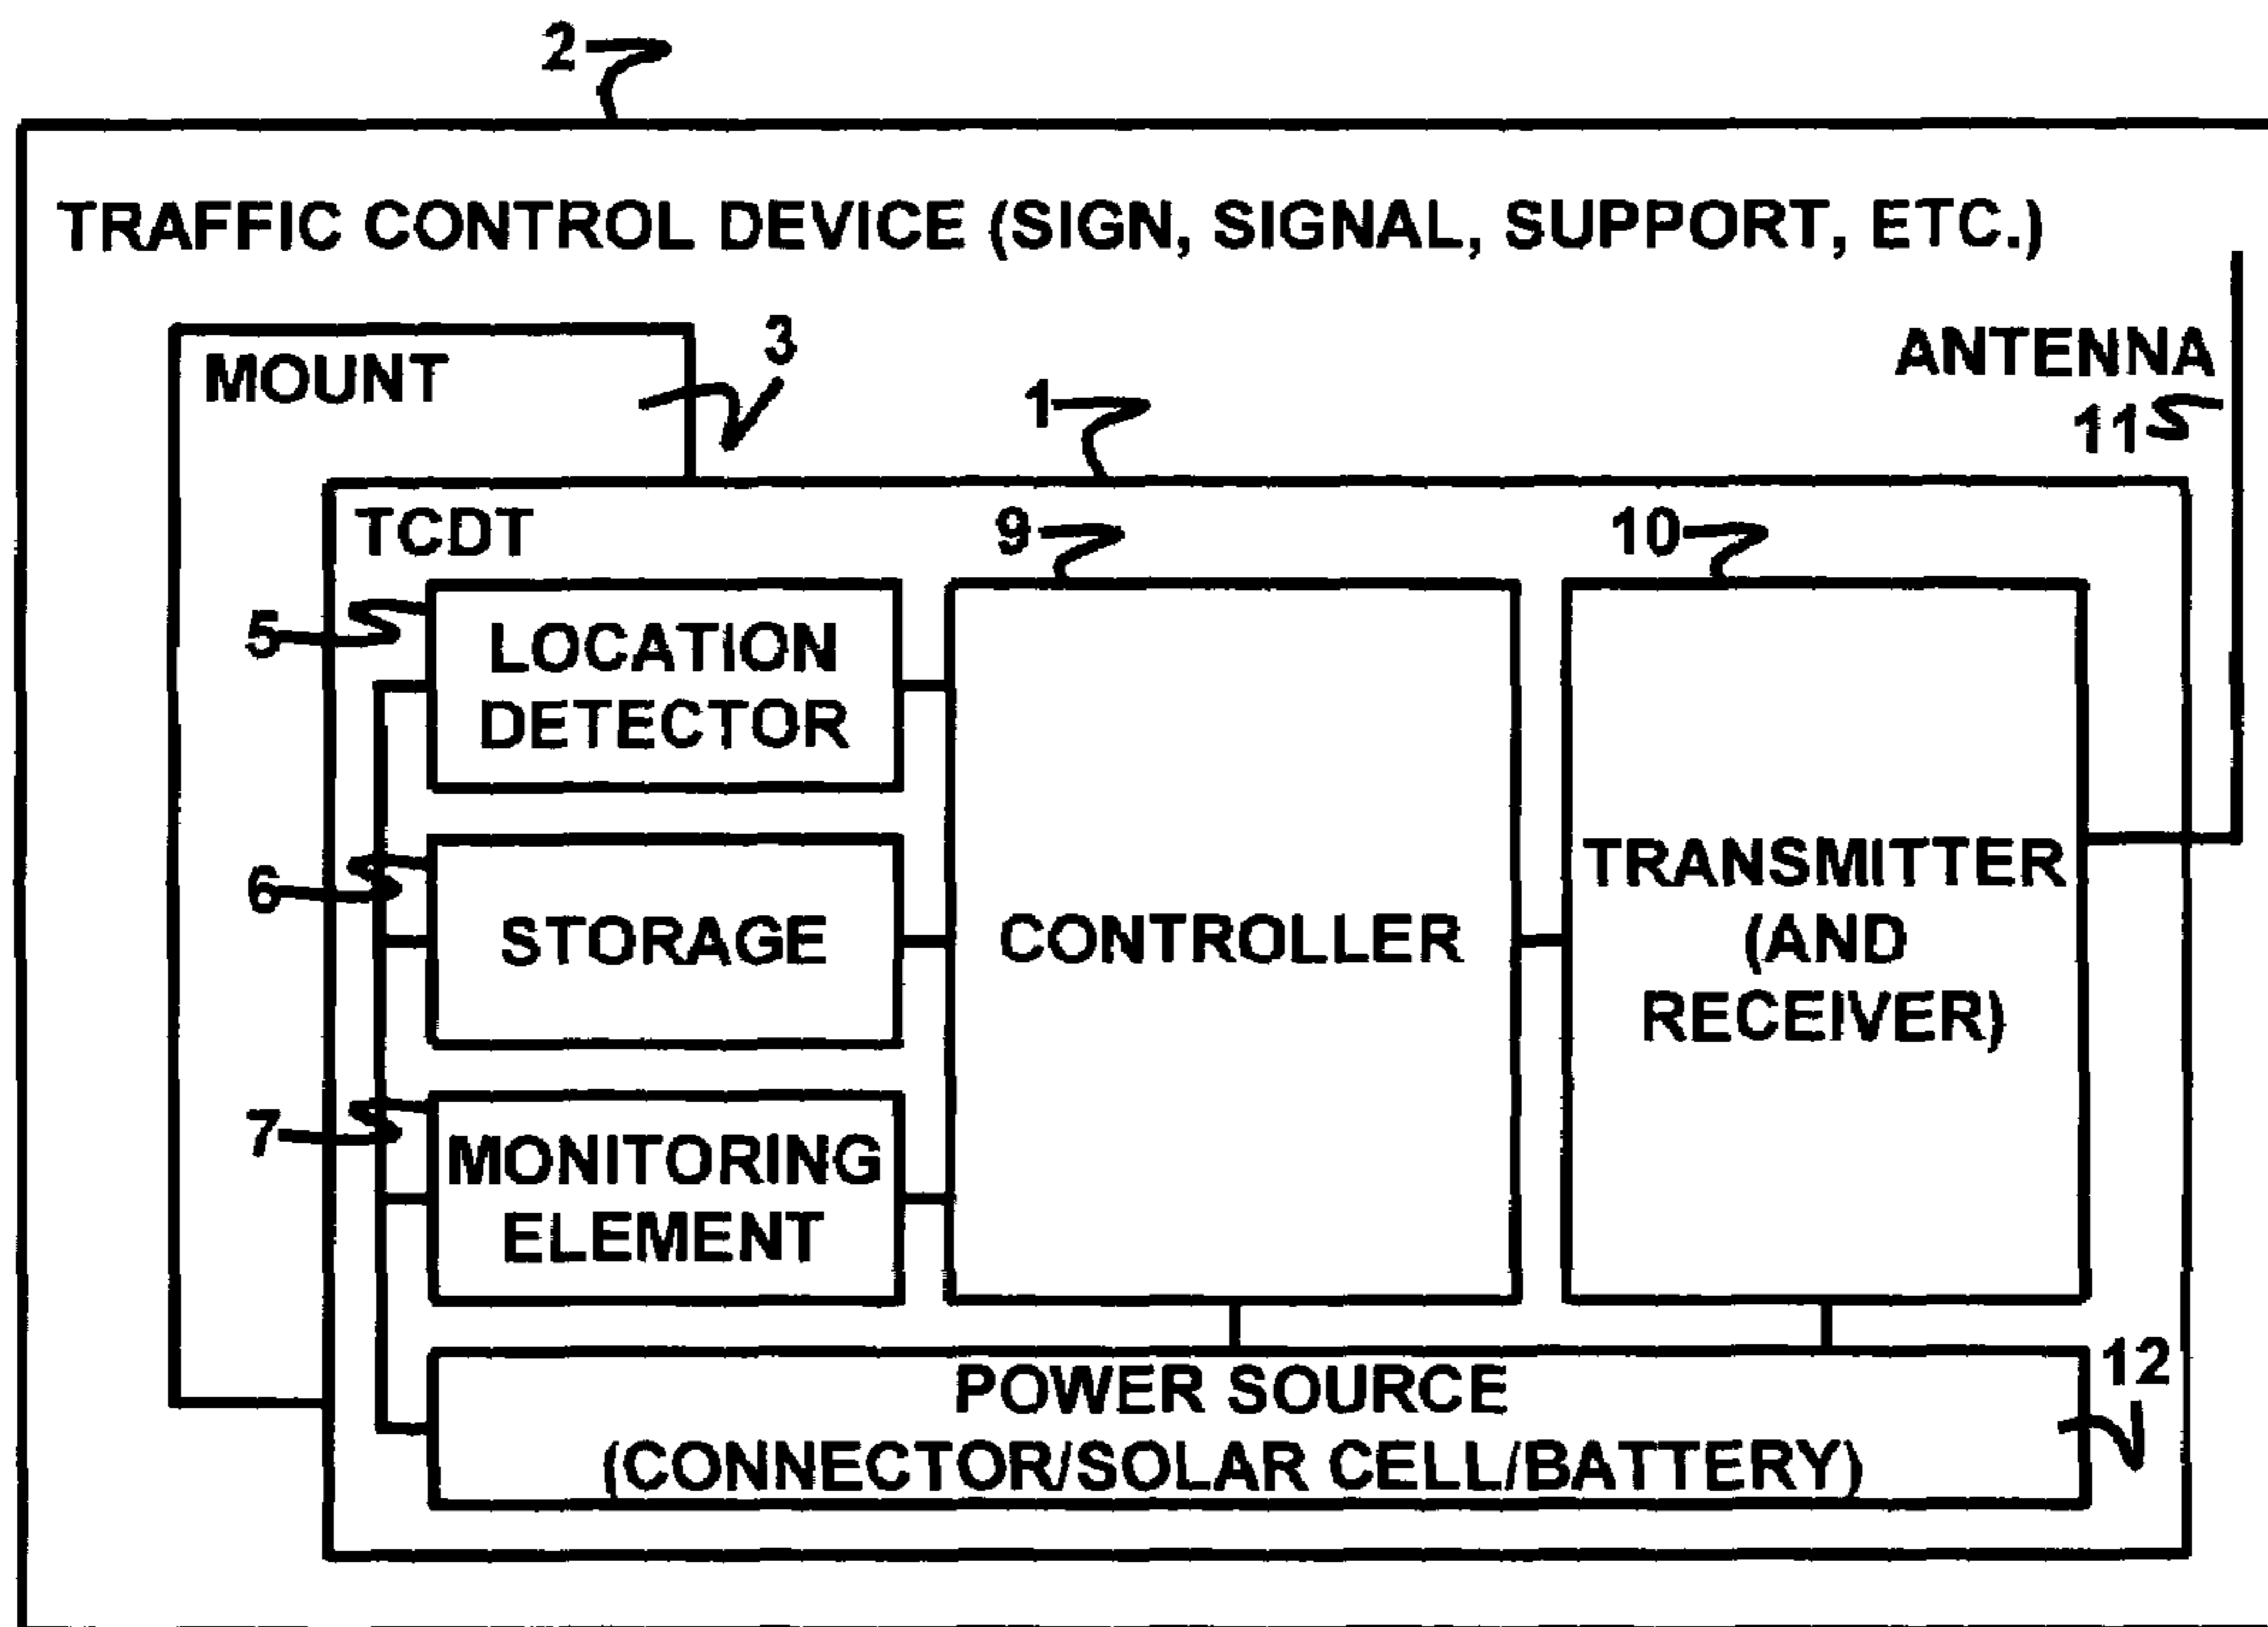 2
TRAFFIC CONTROL DEVICE (SIGN, SIGNAL, SUPPORT, ETC.)
MOUNT
3
1
ANTENNA
11
TCDT
9
10
5
LOCATION
DETECTOR
6
STORAGE
7
MONITORING
ELEMENT
CONTROLLER
TRANSMITTER
(AND
RECEIVER)
POWER SOURCE
(CONNECTOR/SOLAR CELL/BATTERY)
12